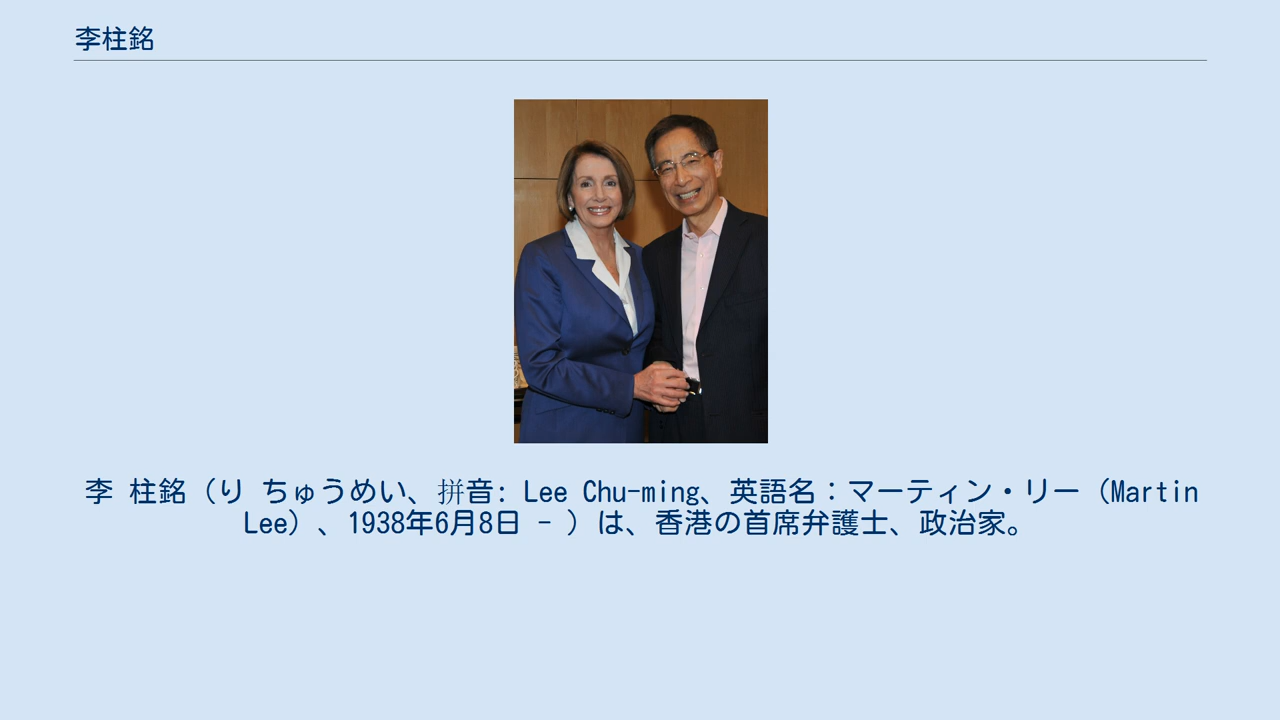 李柱銘
李 柱銘（り ちゅうめい、拼音: Lee Chu-ming、英語名：マーティン・リー（Martin
Lee）、1938年6月8日 - ）は、香港の首席弁護士、政治家。